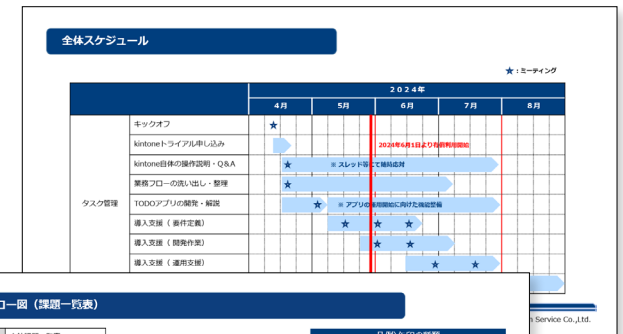 全体スケジュール
★：ミーティング
2024年
4月 5月 6月 7月 8月
タスク管理
キックオフ
kintoneトライアル申し込み
2024年6月1日より有償利用開始
kintone自体の操作説明・Q&A
※ スレッド等にて随時応対
業務フローの洗い出し・整理
TODOアプリの開発・解説
※ アプリの運用開始に向けた機能整備
導入支援（ 要件定義）
導入支援（ 開発作業）
導入支援（ 運用支援）
Service Co.,Ltd.
ロー図（課題一覧表）